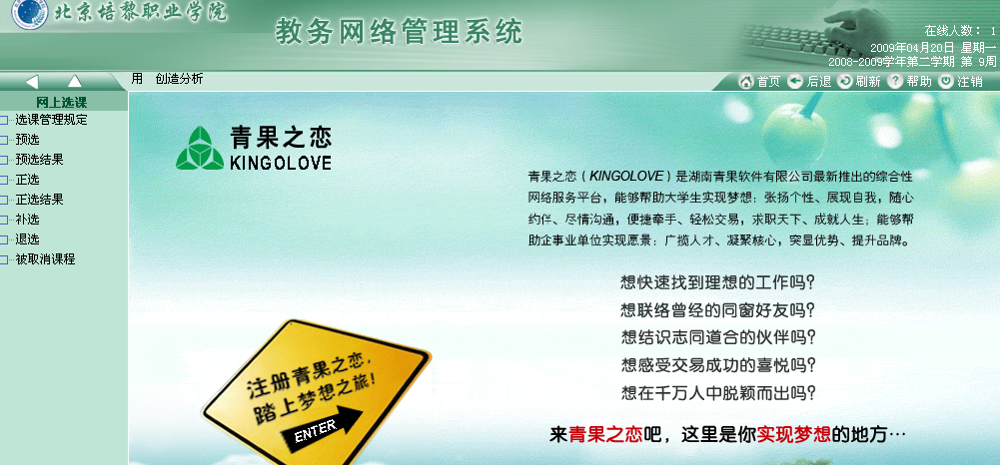 北京培黎职业学院
教务网络管理系统
在线人数： 1
2009年04月20日 星期一
2008-2009学年第二学期 第 9周
用 创造分析
首页 后退 刷新 帮助 注销
网上选课
选课管理规定
预选
预选结果
正选
正选结果
补选
退选
被取消课程
青果之恋
KINGOLOVE
青果之恋（KINGOLOVE）是湖南青果软件有限公司最新推出的综合性
网络服务平台，能够帮助大学生实现梦想：张扬个性、展现自我，随心
约伴、尽情沟通，便捷牵手、轻松交易，求职天下、成就人生；能够帮
助企事业单位实现愿景：广揽人才、凝聚核心，突显优势、提升品牌。
想快速找到理想的工作吗？
想联络曾经的同窗好友吗？
想结识志同道合的伙伴吗？
想感受交易成功的喜悦吗？
想在千万人中脱颖而出吗？
来青果之恋吧，这里是你实现梦想的地方…
注册青果之恋，
踏上梦想之旅！
ENTER